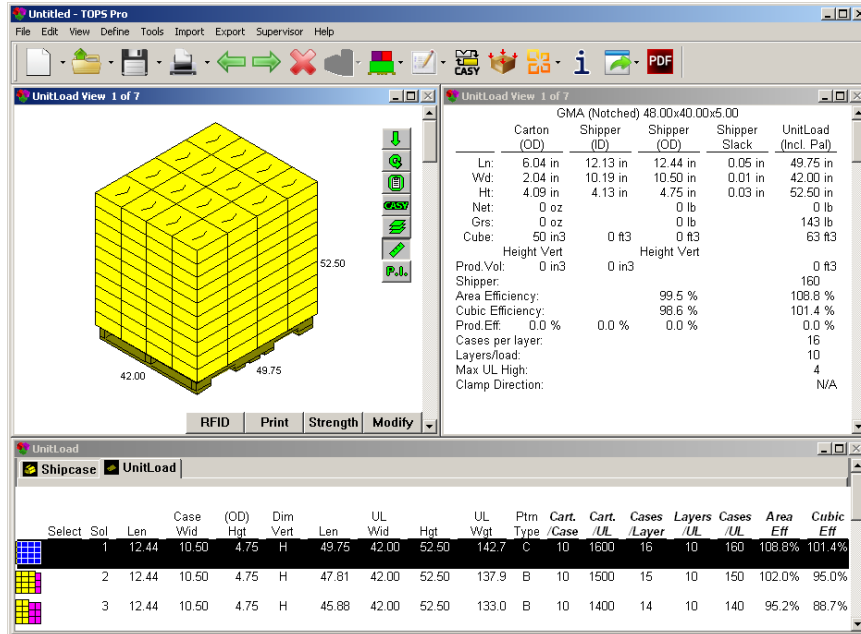 Untitled - TOPS Pro
File Edit View Define Tools Import Export Supervisor Help
CASY i PDF
UnitLoad View 1 of 7
CASY
P.I.
52.50
42.00
49.75
RFID Print Strength Modify
UnitLoad View 1 of 7
GMA (Notched) 48.00x40.00x5.00
Carton Shipper Shipper Shipper UnitLoad
(OD) (ID) (OD) Slack (Incl. Pal)
Ln: 6.04 in 12.13 in 12.44 in 0.05 in 49.75 in
Wd: 2.04 in 10.19 in 10.50 in 0.01 in 42.00 in
Ht: 4.09 in 4.13 in 4.75 in 0.03 in 52.50 in
Net: 0 oz 0 lb 0 lb
Grs: 0 oz 0 lb 143 lb
Cube: 50 in3 0 ft3 0 ft3 63 ft3
Height Vert Height Vert
Prod.Vol: 0 in3 0 in3 0 ft3
Shipper: 160
Area Efficiency: 99.5 % 108.8 %
Cubic Efficiency: 98.6 % 101.4 %
Prod.Eff: 0.0 % 0.0 % 0.0 % 0.0 %
Cases per layer: 16
Layers/load: 10
Max UL High: 4
Clamp Direction: N/A
UnitLoad
Shipcase UnitLoad
Case (OD) Dim UL UL Ptrn Cart. Cart. Cases Layers Cases Area Cubic
Select Sol Len Wid Hgt Vert Len Wid Hgt Wgt Type /Case /UL /Layer /UL /UL Eff Eff
1 12.44 10.50 4.75 H 49.75 42.00 52.50 142.7 C 10 1600 16 10 160 108.8% 101.4%
2 12.44 10.50 4.75 H 47.81 42.00 52.50 137.9 B 10 1500 15 10 150 102.0% 95.0%
3 12.44 10.50 4.75 H 45.88 42.00 52.50 133.0 B 10 1400 14 10 140 95.2% 88.7%